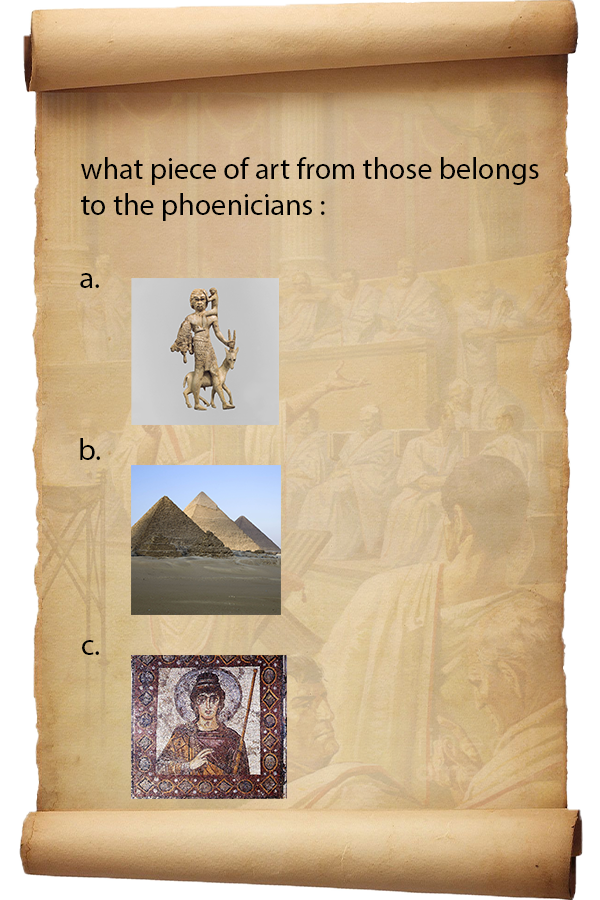 what piece of art from those belongs
to the phoenicians :
a.
b.
c.